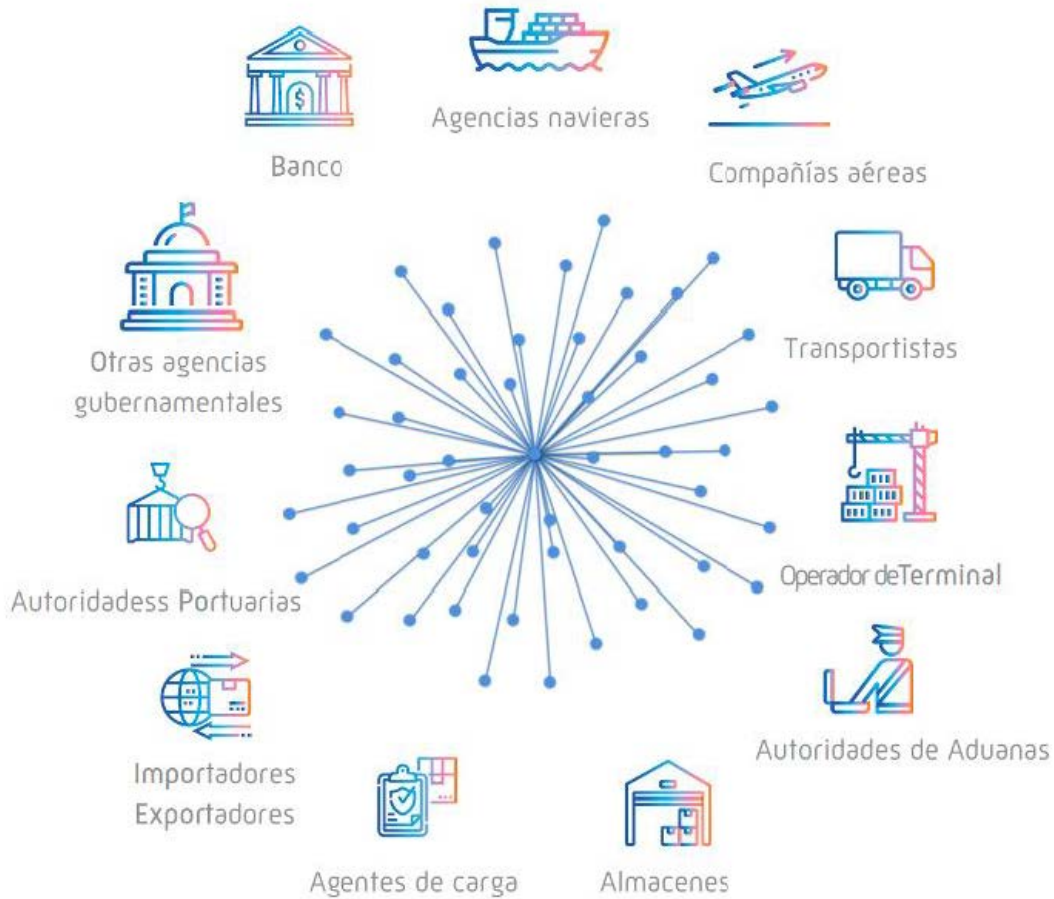 Agencias navieras
Banco
Compañías aéreas
Transportistas
Otras agencias
gubernamentales
Operador deTerminal
Autoridadess Portuarias
Autoridades de Aduanas
Importadores
Exportadores
Agentes de carga
Almacenes
$